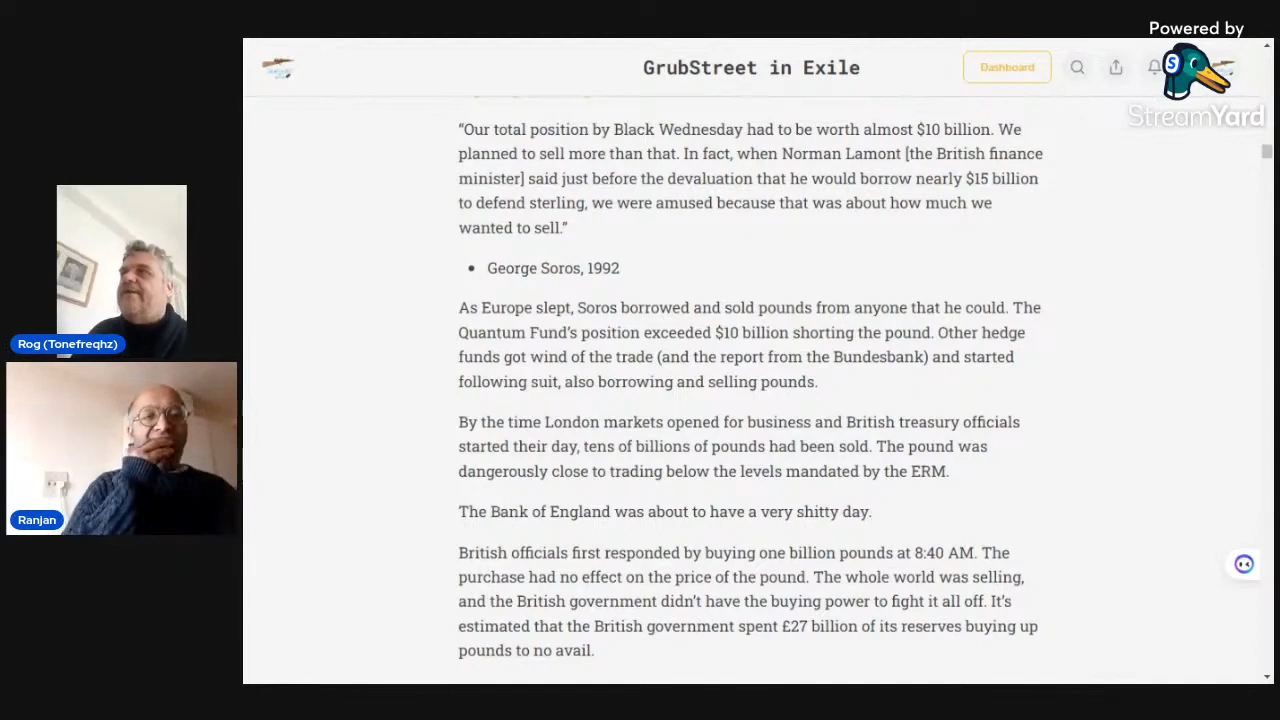 Powered by
StreamYard
GrubStreet in Exile
Dashboard
“Our total position by Black Wednesday had to be worth almost $10 billion. We
planned to sell more than that. In fact, when Norman Lamont [the British finance
minister] said just before the devaluation that he would borrow nearly $15 billion
to defend sterling, we were amused because that was about how much we
wanted to sell.”
• George Soros, 1992
As Europe slept, Soros borrowed and sold pounds from anyone that he could. The
Quantum Fund’s position exceeded $10 billion shorting the pound. Other hedge
funds got wind of the trade (and the report from the Bundesbank) and started
following suit, also borrowing and selling pounds.
By the time London markets opened for business and British treasury officials
started their day, tens of billions of pounds had been sold. The pound was
dangerously close to trading below the levels mandated by the ERM.
The Bank of England was about to have a very shitty day.
British officials first responded by buying one billion pounds at 8:40 AM. The
purchase had no effect on the price of the pound. The whole world was selling,
and the British government didn’t have the buying power to fight it all off. It’s
estimated that the British government spent £27 billion of its reserves buying up
pounds to no avail.
Rog (Tonefreqhz)
Ranjan